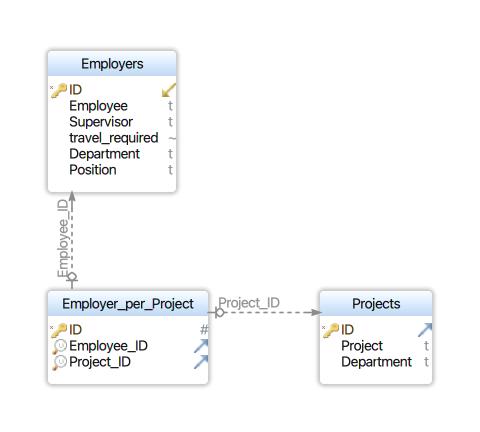 Employers
ID
Employee t
Supervisor t
travel_required ~
Department t
Position t
Employee_ID
Employer_per_Project
ID #
Employee_ID
Project_ID
Project_ID
Projects
ID
Project t
Department t